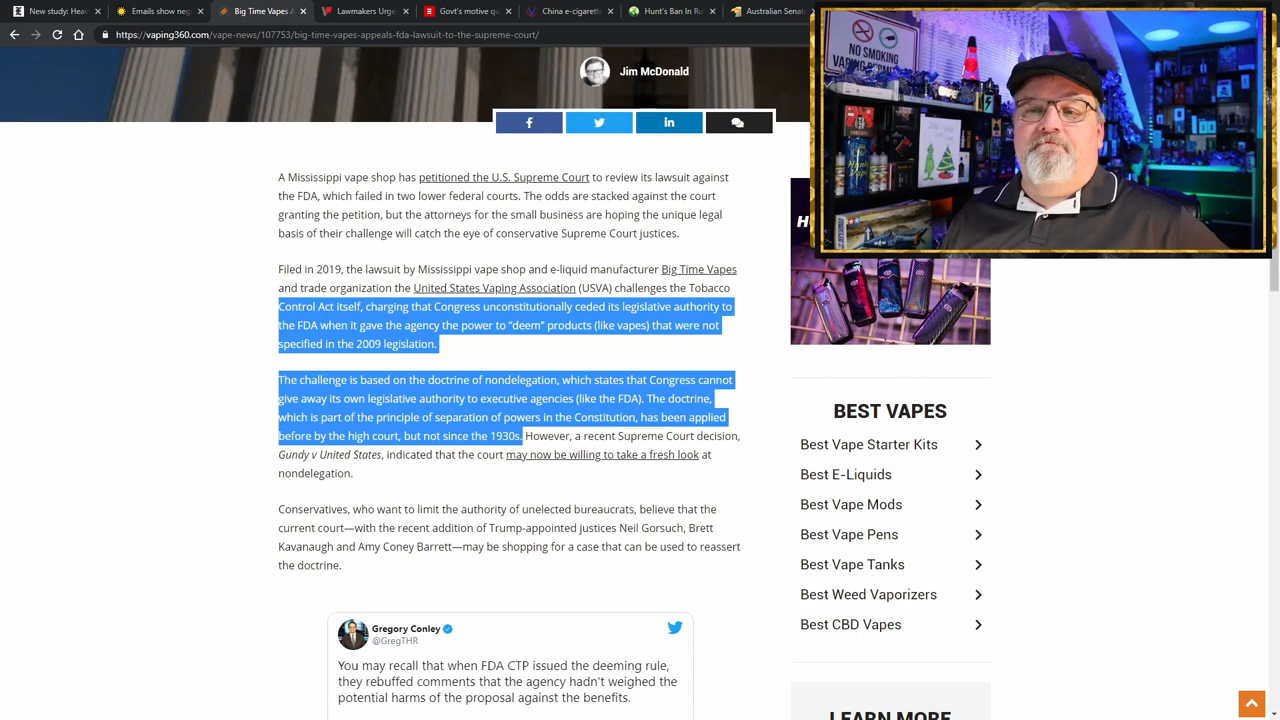 New study: Hea
Emails show me
Big Time Vapes A
Senate Votes Urge
Govt's motive o
China e-cigarette
Hunt's Ban In Ru
Australian Senat
vaping360.com/vape-news/107753/big-time-vapes-appeals-fda-lawsuit-to-the-supreme-court/
NO SMOKING
Jim McDonald
A Mississippi vape shop has petitioned the U.S. Supreme Court to review its lawsuit against
the FDA, which failed in two lower federal courts. The odds are stacked against the court
granting the petition, but the attorneys for the small business are hoping the unique legal
basis of their challenge will catch the eye of conservative Supreme Court justices.
Filed in 2019, the lawsuit by Mississippi vape shop and e-liquid manufacturer Big Time Vapes
and trade organization the United States Vaping Association (USVA) challenges the Tobacco
Control Act itself, charging that Congress unconstitutionally ceded its legislative authority to
the FDA when it gave the agency the power to “deem” products (like vapes) that were not
specified in the 2009 legislation.
The challenge is based on the doctrine of nondelegation, which states that Congress cannot
give away its own legislative authority to executive agencies (like the FDA). The doctrine,
which is part of the principle of separation of powers in the Constitution, has been applied
before by the high court, but not since the 1930s. However, a recent Supreme Court decision,
Gundy v United States, indicated that the court may now be willing to take a fresh look at
nondelegation.
Conservatives, who want to limit the authority of unelected bureaucrats, believe that the
current court—with the recent addition of Trump-appointed justices Neil Gorsuch, Brett
Kavanaugh and Amy Coney Barrett—may be shopping for a case that can be used to reassert
the doctrine.
Gregory Conley
@GregTHR
You may recall that when FDA CTP issued the deeming rule,
they rebuffed comments that the agency hadn't weighed the
potential harms of the proposal against the benefits.
BEST VAPES
Best Vape Starter Kits
Best E-Liquids
Best Vape Mods
Best Vape Pens
Best Vape Tanks
Best Weed Vaporizers
Best CBD Vapes
LEARN MORE